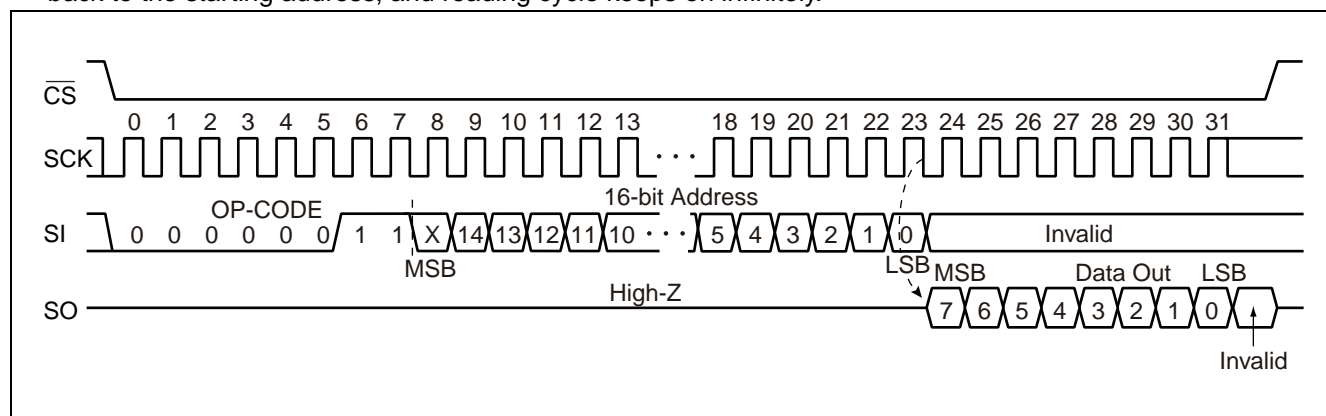 back to the starting address, and reading cycle keeps on infinitely.
CS
0 1 2 3 4 5 6 7 8 9 10 11 12 13 18 19 20 21 22 23 24 25 26 27 28 29 30 31
SCK
· · ·
OP-CODE 16-bit Address
SI 0 0 0 0 0 0 1 1 X 14 13 12 11 10 · · · 5 4 3 2 1 0 Invalid
MSB LSB MSB Data Out LSB
High-Z
SO 7 6 5 4 3 2 1 0
Invalid